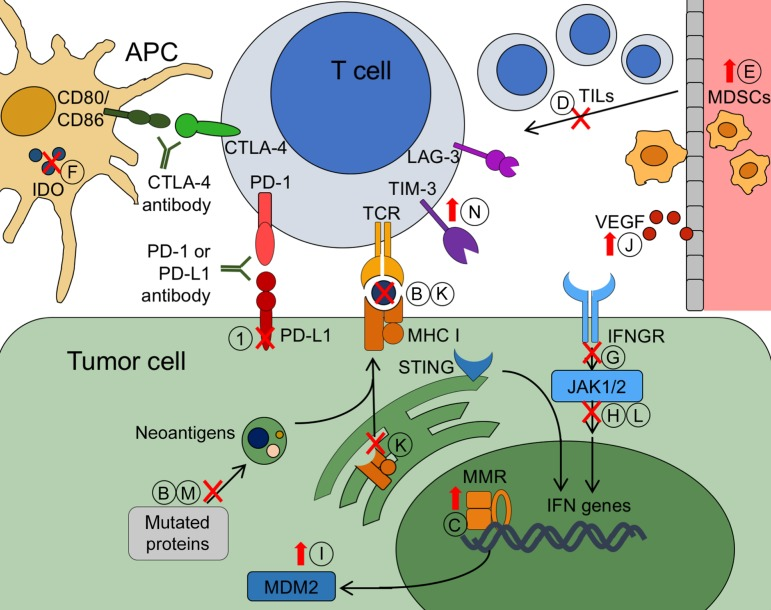 APC
T cell
CD80/
CD86
IDO
F
CTLA-4
CTLA-4
antibody
PD-1
PD-1 or
PD-L1
antibody
1
PD-L1
LAG-3
TIM-3
N
TCR
B K
MHC I
D
TILs
E
MDSCs
VEGF
J
IFNGR
G
JAK1/2
H L
Tumor cell
STING
Neoantigens
K
B M
Mutated
proteins
MMR
C
IFN genes
I
MDM2